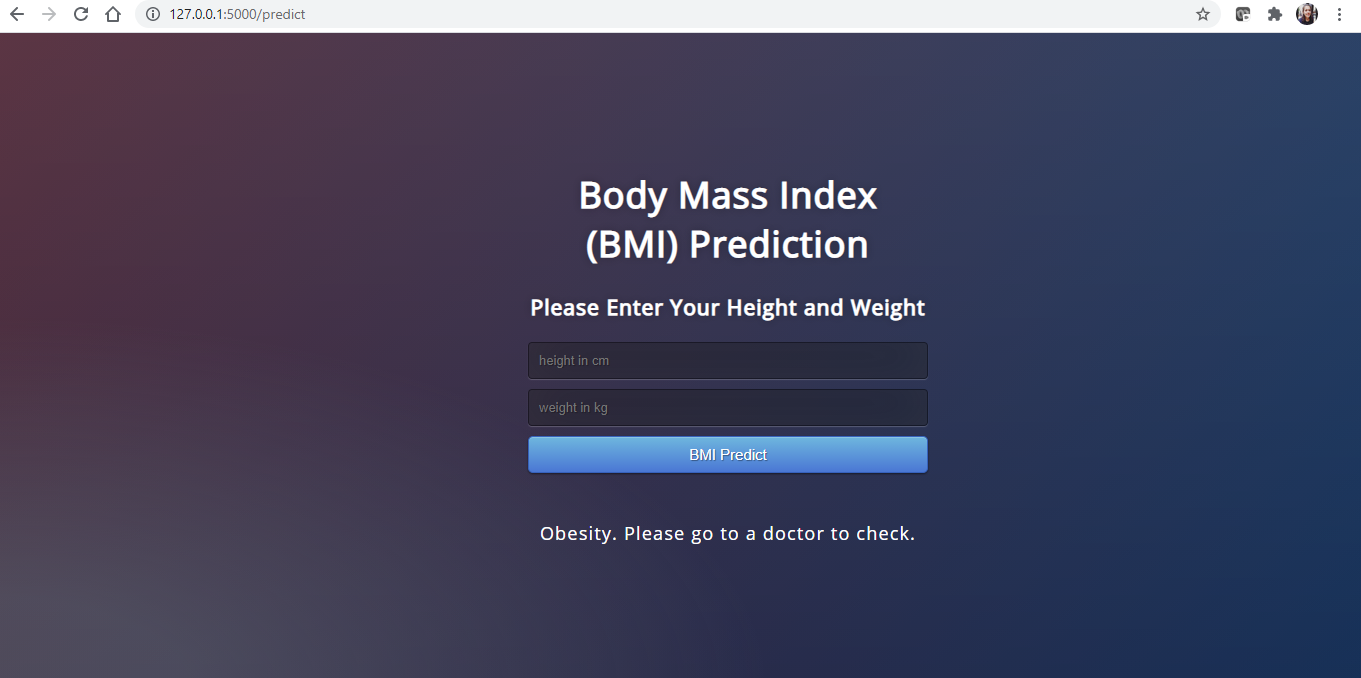 127.0.0.1:5000/predict
Body Mass Index
(BMI) Prediction
Please Enter Your Height and Weight
height in cm
weight in kg
BMI Predict
Obesity. Please go to a doctor to check.